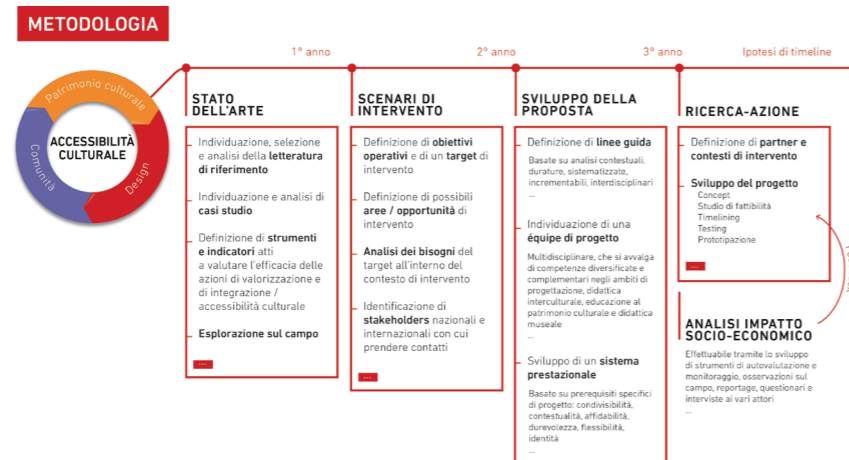 METODOLOGIA
1° anno
2° anno
3° anno
Ipotesi di timeline
Patrimonio culturale
Design
Comunità
ACCESSIBILITÀ
CULTURALE
STATO
DELL'ARTE
Individuazione, selezione
e analisi della letteratura
di riferimento
Individuazione e analisi di
casi studio
Definizione di strumenti
e indicatori atti
a valutare l'efficacia delle
azioni di valorizzazione e
di integrazione /
accessibilità culturale
Esplorazione sul campo
...
SCENARI DI
INTERVENTO
Definizione di obiettivi
operativi e di un target di
intervento
Definizione di possibili
aree / opportunità di
intervento
Analisi dei bisogni del
target all'interno del
contesto di intervento
Identificazione di
stakeholders nazionali e
internazionali con cui
prendere contatti
...
SVILUPPO DELLA
PROPOSTA
Definizione di linee guida
Basate su analisi contestuali,
durature, sistematizzate,
incrementabili, interdisciplinari
...
Individuazione di una
équipe di progetto
Multidisciplinare, che si avvalga
di competenze diversificate e
complementari negli ambiti di
progettazione, didattica
interculturale, educazione al
patrimonio culturale e didattica
museale
...
Sviluppo di un sistema
prestazionale
Basato su prerequisiti specifici
di progetto: condivisibilità,
contestualità, affidabilità,
durevolezza, flessibilità,
identità
...
RICERCA-AZIONE
Definizione di partner e
contesti di intervento
Sviluppo del progetto
Concept
Studio di fattibilità
Timelining
Testing
Prototipazione
...
ANALISI IMPATTO
SOCIO-ECONOMICO
Effettuabile tramite lo sviluppo
di strumenti di autovalutazione e
monitoraggio, osservazioni sul
campo, reportage, questionari e
interviste ai vari attori
...